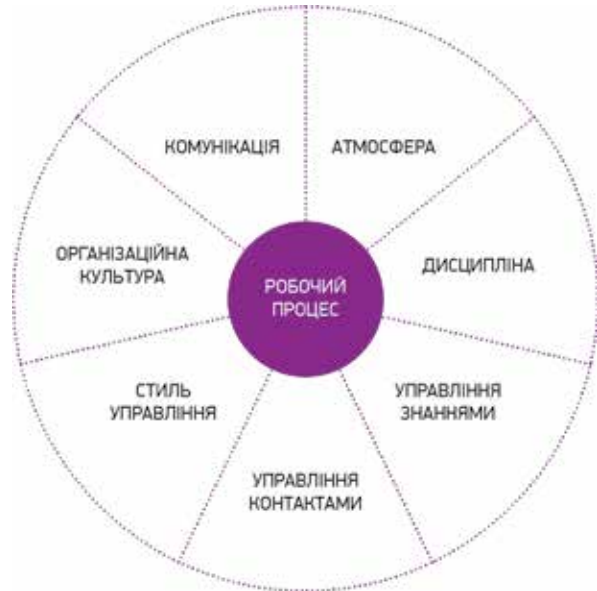 КОМУНІКАЦІЯ
АТМОСФЕРА
ОРГАНІЗАЦІЙНА
КУЛЬТУРА
РОБОЧИЙ
ПРОЦЕС
ДИСЦИПЛІНА
СТИЛЬ
УПРАВЛІННЯ
УПРАВЛІННЯ
ЗНАННЯМИ
УПРАВЛІННЯ
КОНТАКТАМИ